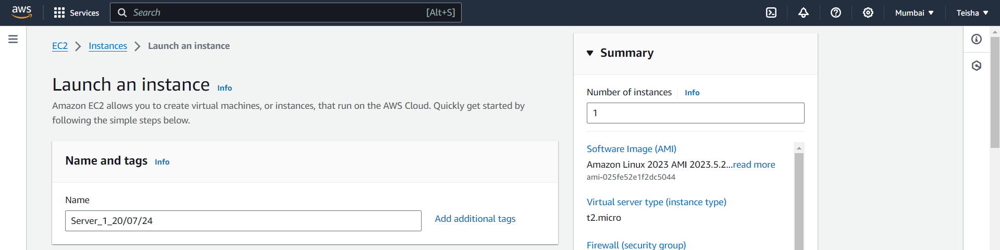 aws Services Search [Alt+S] Mumbai Teisha
EC2 Instances Launch an instance
Launch an instance Info
Amazon EC2 allows you to create virtual machines, or instances, that run on the AWS Cloud. Quickly get started by
following the simple steps below.
Name and tags Info
Name
Server_1_20/07/24 Add additional tags
Summary
Number of instances Info
1
Software Image (AMI)
Amazon Linux 2023 AMI 2023.5.2...read more
ami-025fe52e1f2dc5044
Virtual server type (instance type)
t2.micro
Firewall (security group)